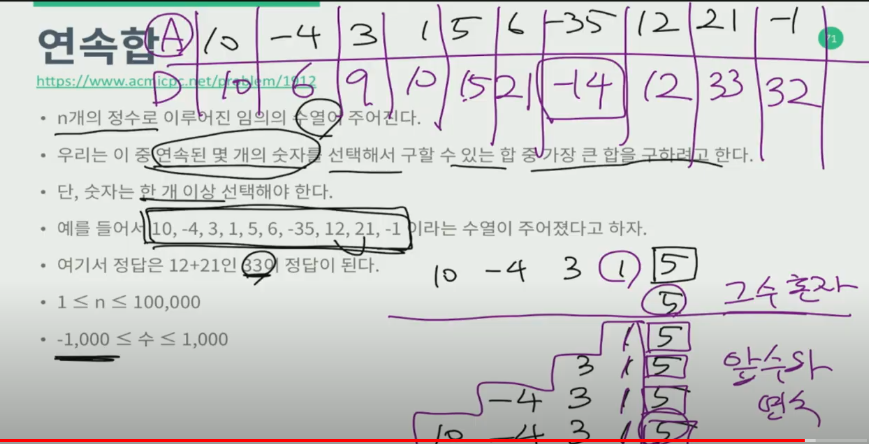 연속합
A 10 -4 3 1 5 6 -35 12 21 -1
71
https://www.acmicpc.net/problem/1912
D 10 6 9 10 15 21 -14 12 33 32
• n개의 정수로 이루어진 임의의 수열이 주어진다.
• 우리는 이 중 연속된 몇 개의 숫자를 선택해서 구할 수 있는 합 중 가장 큰 합을 구하려고 한다.
• 단, 숫자는 한 개 이상 선택해야 한다.
• 예를 들어서 10, -4, 3, 1, 5, 6, -35, 12, 21, -1 이라는 수열이 주어졌다고 하자.
• 여기서 정답은 12+21인 33이 정답이 된다.
• 1 ≤ n ≤ 100,000
• -1,000 ≤ 수 ≤ 1,000
10 -4 3 1 5
5 그 수 혼자
1 5
3 1 5
앞 수와
-4 3 1 5
연속
10 -4 3 1 5